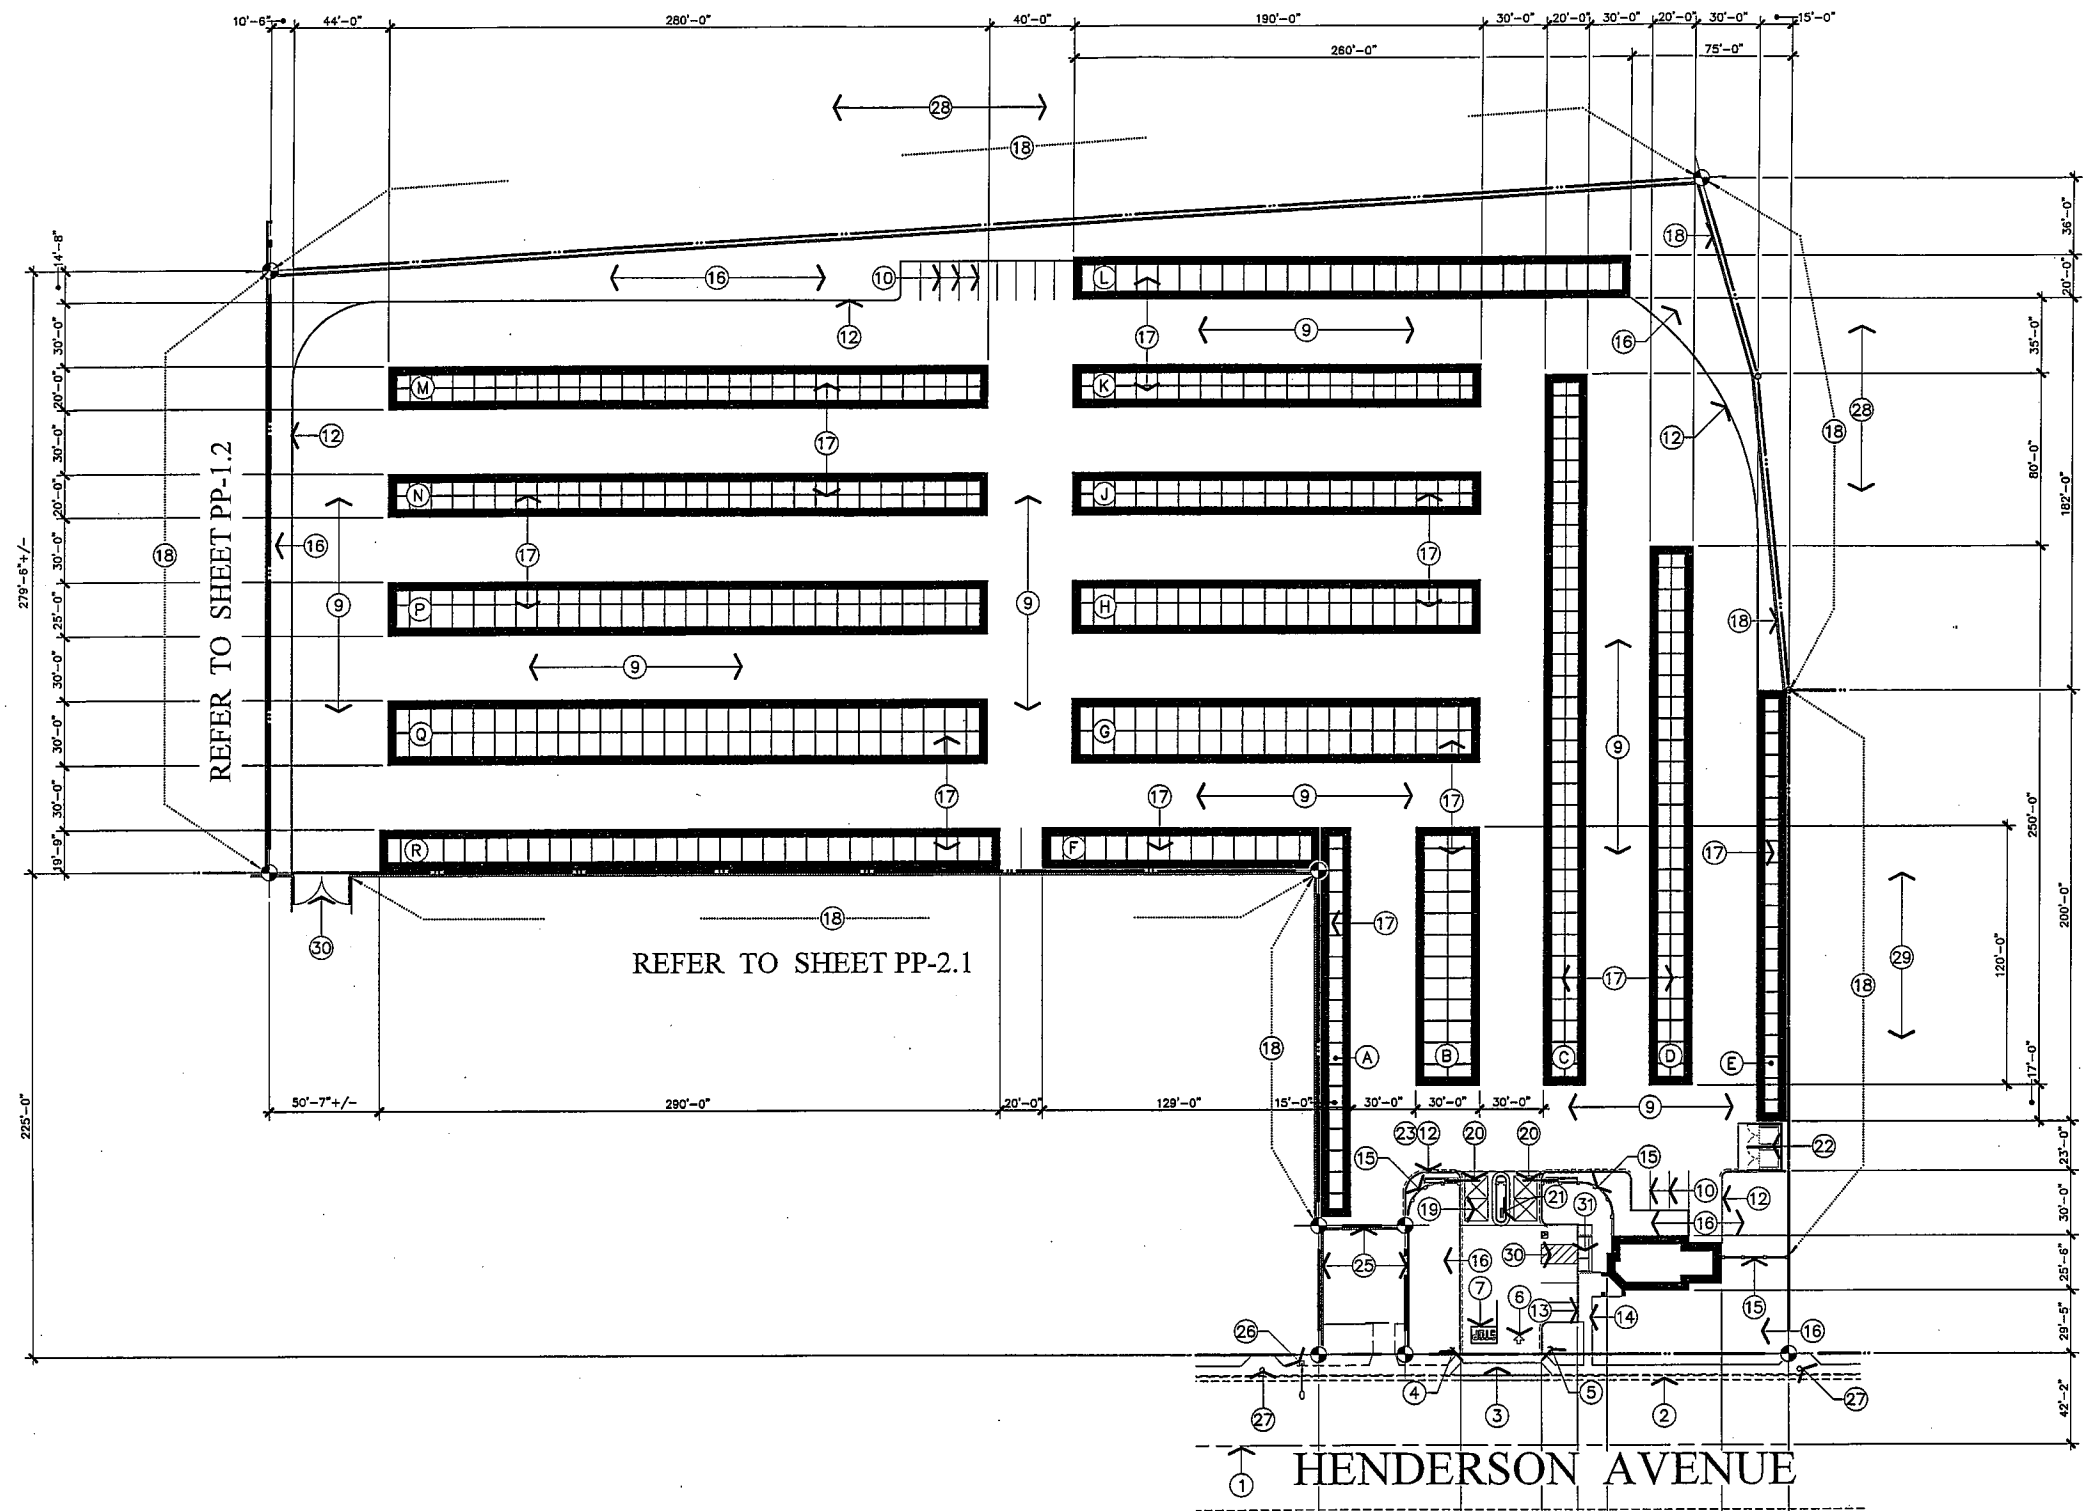 10'-6" 44'-0" 280'-0" 40'-0" 190'-0" 30'-0" 20'-0" 30'-0" 20'-0" 30'-0" 15'-0"
260'-0" 75'-0"
28
18
18 36'-0"
14'-8" 16 10 L 20'-0"
30'-0" 12 17 9 16 35'-0"
20'-0" M K 28
30'-0" 12 17 12 18
20'-0" N J 80'-0" 182'-0"
REFER TO SHEET PP-1.2
279'-6"+/- 18 30'-0" 16 17 17
25'-0" 9 P 9 H 18
30'-0" 9
30'-0" Q G 9
30'-0" 17 17 9 17 250'-0"
19'-9" R F 17
18 17 200'-0"
30 120'-0"
REFER TO SHEET PP-2.1
29
17 18
18 A B C D E 17'-0"
225'-0"
50'-7"+/- 290'-0" 20'-0" 129'-0" 15'-0" 30'-0" 30'-0" 30'-0" 9
23 12 20 20 22 23'-0"
15 15
19 21 31 10 12 30'-0"
16
25 16 30 25'-6"
7 6 13 14 15
STOP 29'-5"
26 16
4 3 5 2 27
27 42'-2"
1 HENDERSON AVENUE